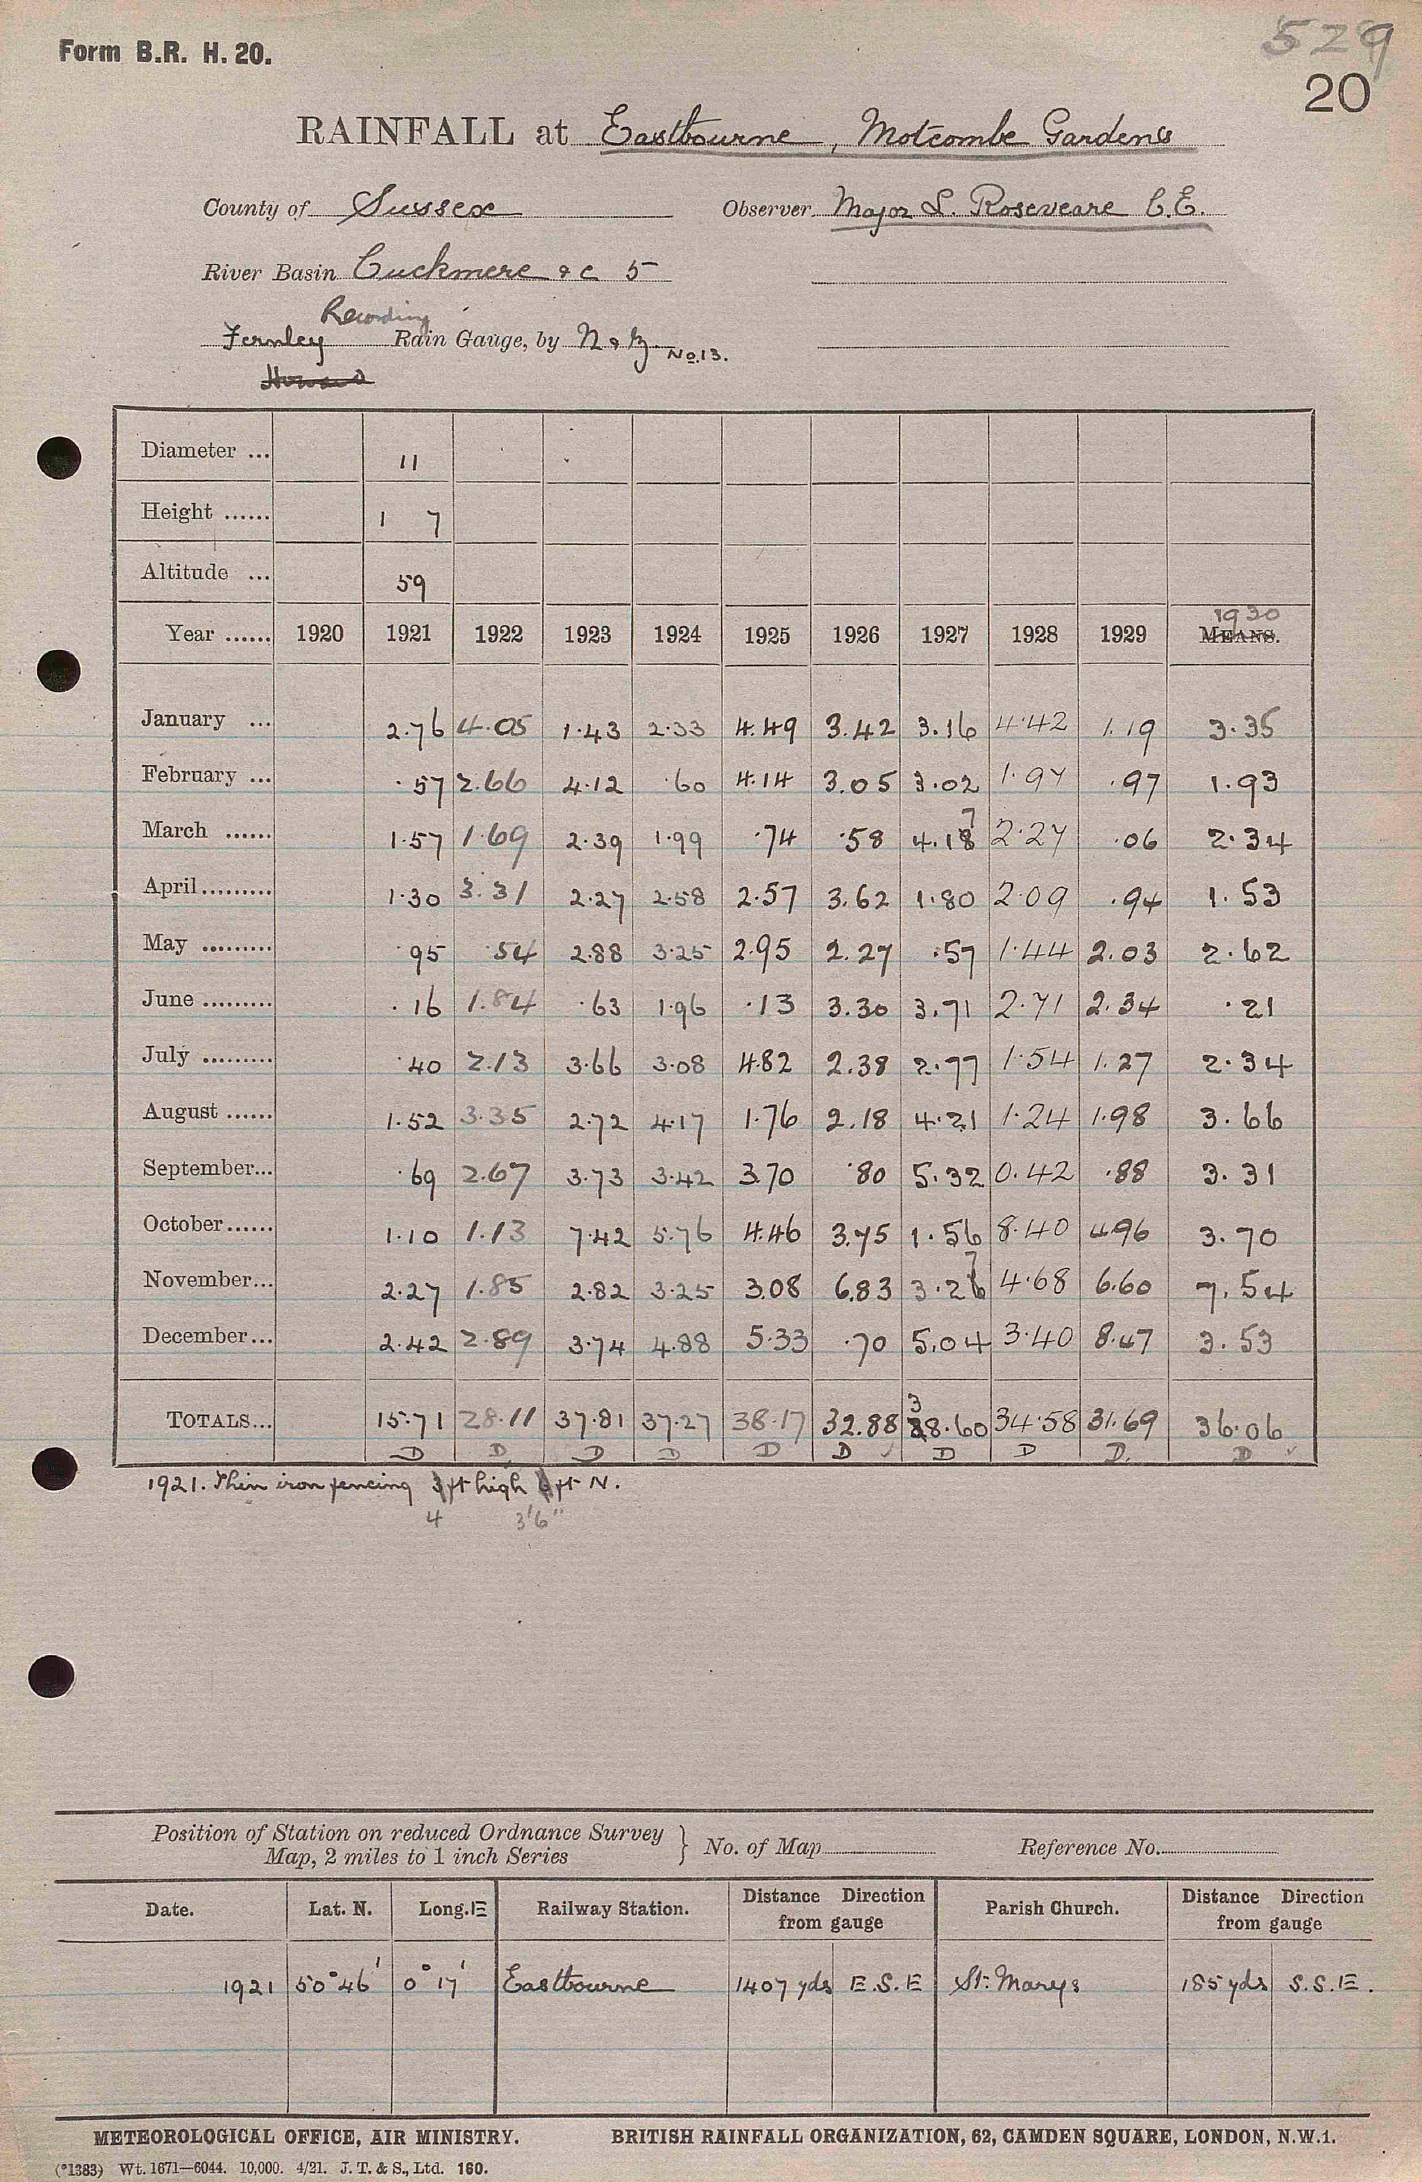 529
Form B.R. H. 20.
20
RAINFALL at Eastbourne, Motcombe Gardens
County of Sussex Observer Major L. Roseveare C.E.
River Basin Cuckmere &c 5
Recording
Fernley Rain Gauge, by N & Z No.13.
Howard
Diameter ... 11
Height ...... 1 7
Altitude ... 59
1930
Year ...... 1920 1921 1922 1923 1924 1925 1926 1927 1928 1929 MEANS.
January ... 2.76 4.05 1.43 2.33 4.49 3.42 3.16 4.42 1.19 3.35
February ... .57 2.66 4.12 .60 4.14 3.05 3.02 1.97 .97 1.93
7
March ...... 1.57 1.69 2.39 1.99 .74 .58 4.18 2.27 .06 2.34
April ......... 1.30 3.31 2.27 2.58 2.57 3.62 1.80 2.09 .94 1.53
May ......... .95 .54 2.88 3.25 2.95 2.27 .57 1.44 2.03 2.62
June ......... .16 1.84 .63 1.96 .13 3.30 3.71 2.71 2.34 .21
July ......... .40 2.13 3.66 3.08 4.82 2.38 2.77 1.54 1.27 2.34
August ...... 1.52 3.35 2.72 4.17 1.76 2.18 4.21 1.24 1.98 3.66
September... .69 2.67 3.73 3.42 3.70 .80 5.32 0.42 .88 3.31
October...... 1.10 1.13 7.42 5.76 4.46 3.75 1.56 8.40 4.96 3.70
7
November... 2.27 1.85 2.82 3.25 3.08 6.83 3.26 4.68 6.60 7.54
December... 2.42 2.89 3.74 4.88 5.33 .70 5.04 3.40 8.47 3.53
3
TOTALS... 15.71 28.11 37.81 37.27 38.17 32.88 38.60 34.58 31.69 36.06
D D D D D D D D D. D
1921. Thin iron fencing 3ft high 6ft N.
4 3'6"
Position of Station on reduced Ordnance Survey
Map, 2 miles to 1 inch Series } No. of Map Reference No.
Date. Lat. N. Long. E Railway Station. Distance Direction from gauge Parish Church. Distance Direction from gauge
1921 50°46' 0°17' Eastbourne 1407 yds E.S.E St. Marys 185 yds S.S.E.
METEOROLOGICAL OFFICE, AIR MINISTRY. BRITISH RAINFALL ORGANIZATION, 62, CAMDEN SQUARE, LONDON, N.W.1.
(*1383) Wt. 1671—6044. 10,000. 4/21. J. T. & S., Ltd. 160.